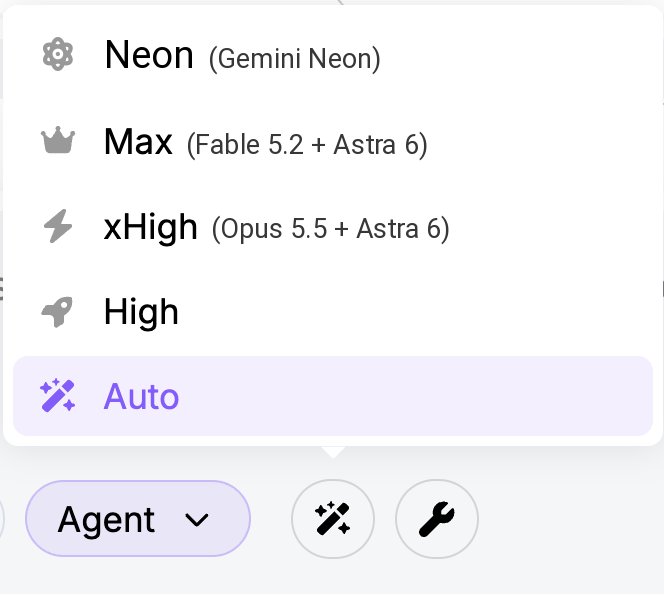 Neon (Gemini Neon)
Max (Fable 5.2 + Astra 6)
xHigh (Opus 5.5 + Astra 6)
High
Auto
Agent